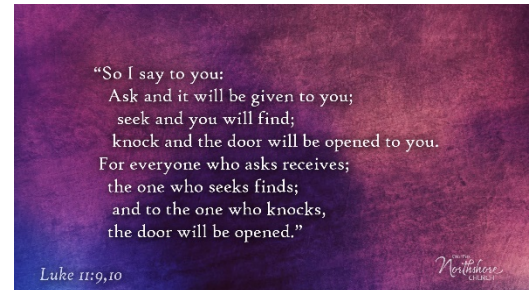 “So I say to you:
Ask and it will be given to you;
seek and you will find;
knock and the door will be opened to you.
For everyone who asks receives;
the one who seeks finds;
and to the one who knocks,
the door will be opened.”
Luke 11:9,10
Northshore
CHURCH